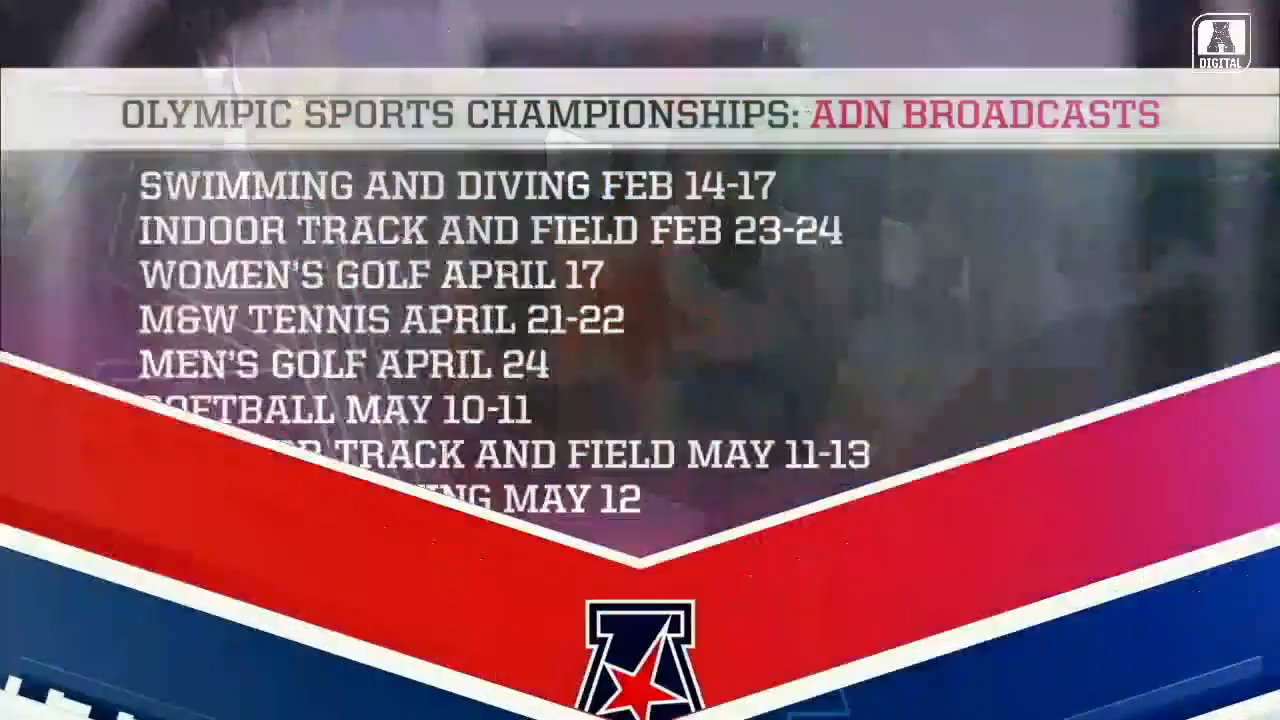 A
DIGITAL
OLYMPIC SPORTS CHAMPIONSHIPS: ADN BROADCASTS
SWIMMING AND DIVING FEB 14-17
INDOOR TRACK AND FIELD FEB 23-24
WOMEN'S GOLF APRIL 17
M&W TENNIS APRIL 21-22
MEN'S GOLF APRIL 24
SOFTBALL MAY 10-11
TRACK AND FIELD MAY 11-13
MAY 12